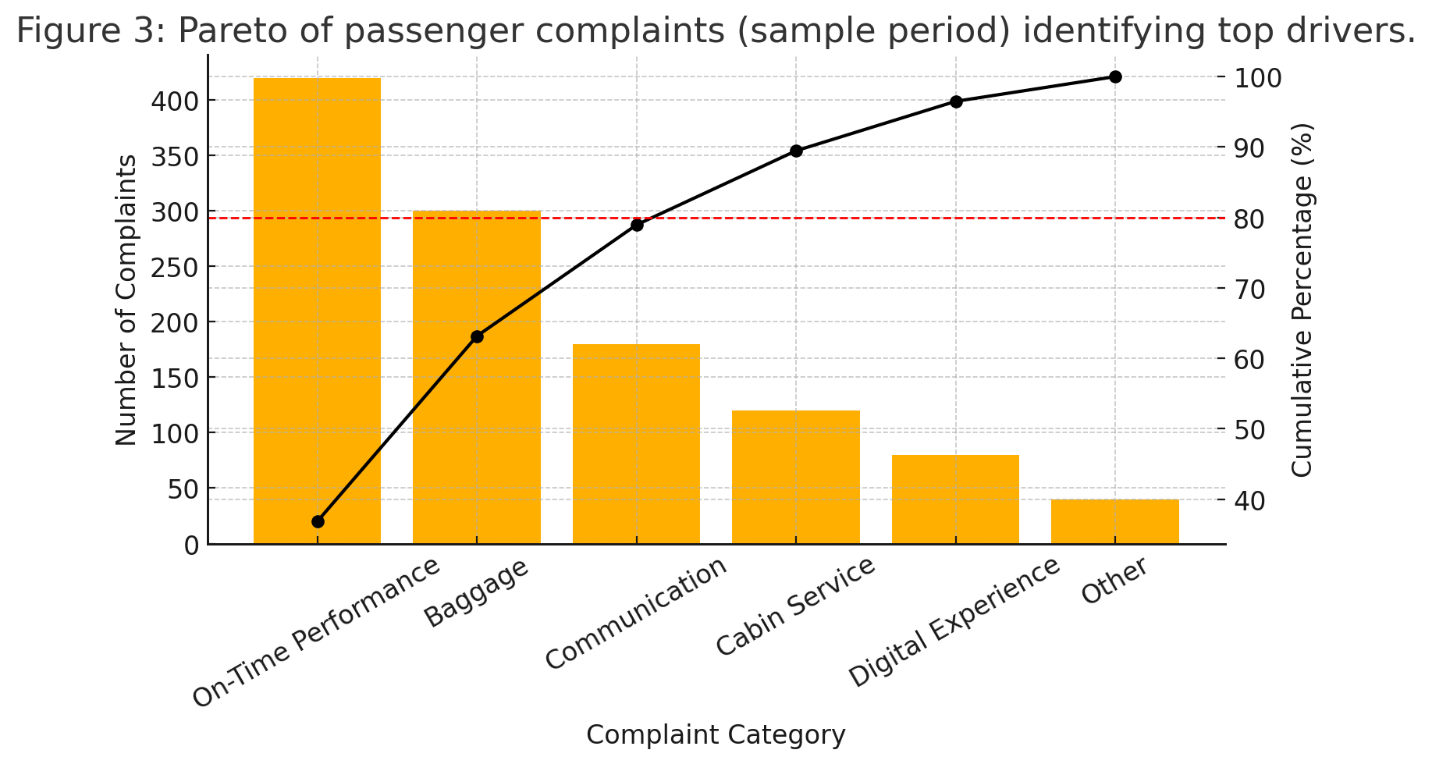 Figure 3: Pareto of passenger complaints (sample period) identifying top drivers.
Number of Complaints
400
350
300
250
200
150
100
50
0
100
90
80
70
60
50
40
Cumulative Percentage (%)
On-Time Performance
Baggage
Communication
Cabin Service
Digital Experience
Other
Complaint Category